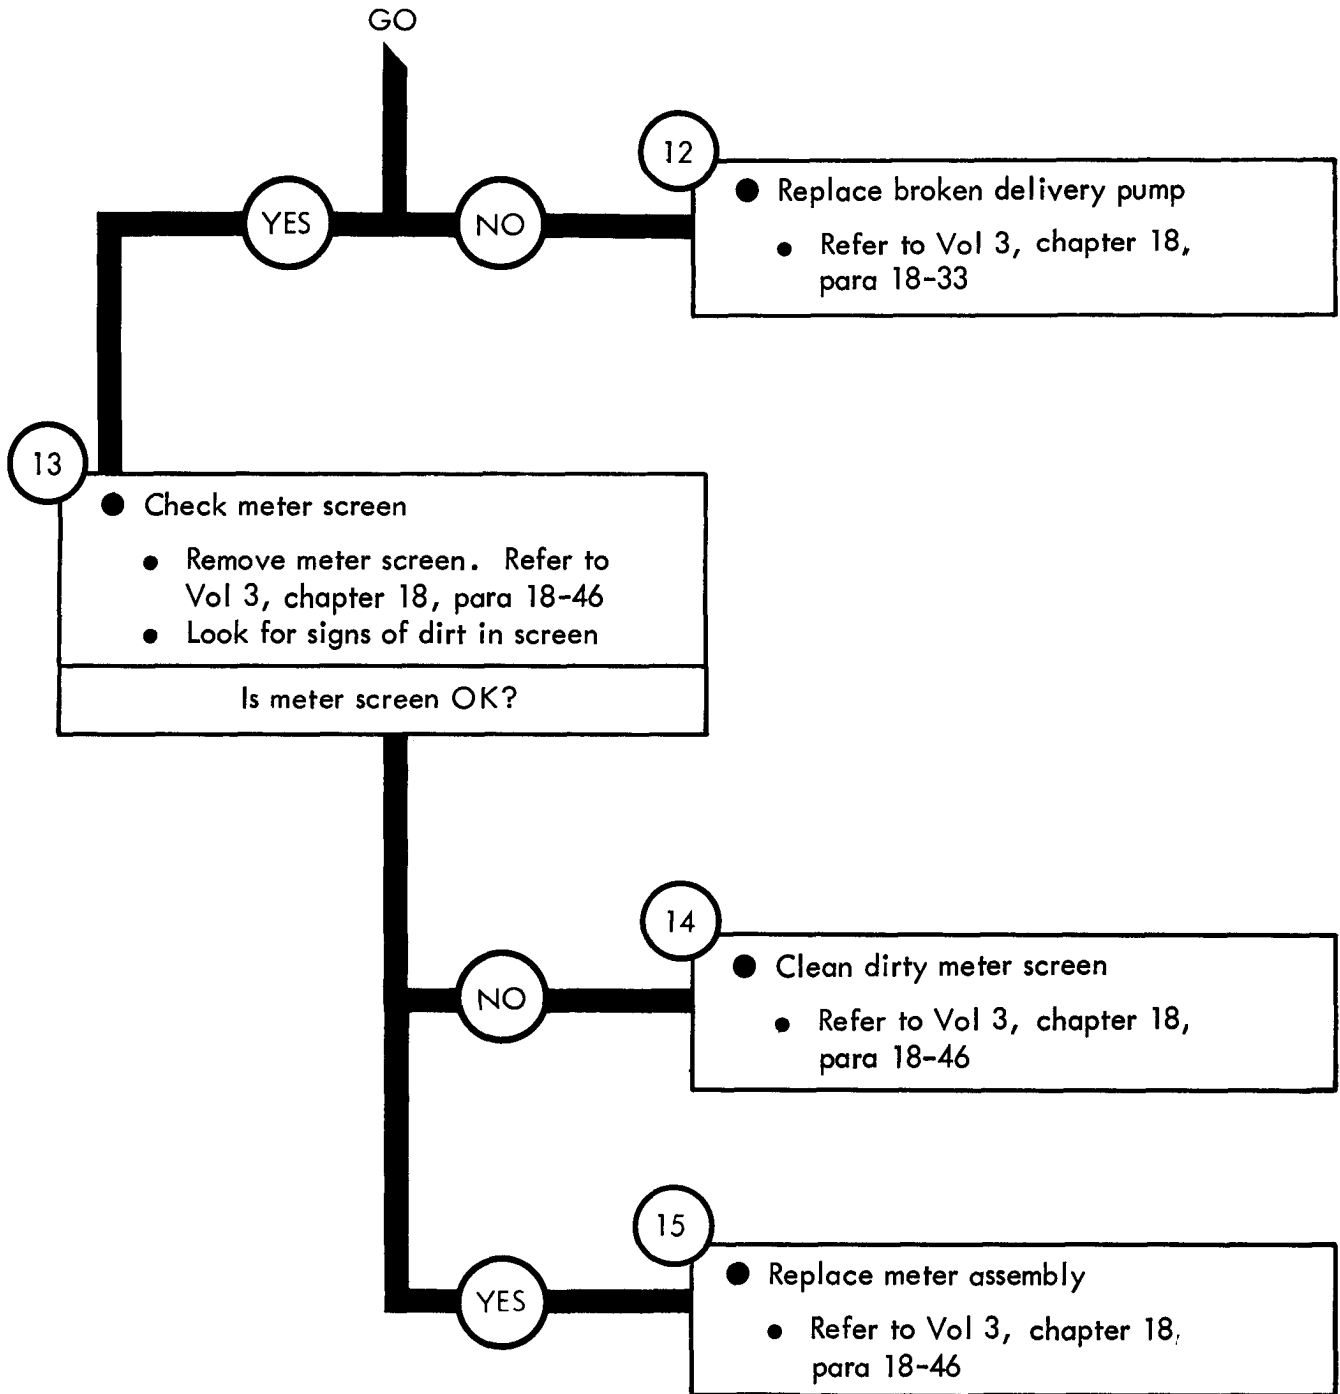 GO
YES
NO
12
● Replace broken delivery pump
● Refer to Vol 3, chapter 18,
para 18-33
13
● Check meter screen
● Remove meter screen. Refer to
Vol 3, chapter 18, para 18-46
● Look for signs of dirt in screen
Is meter screen OK?
NO
14
● Clean dirty meter screen
● Refer to Vol 3, chapter 18,
para 18-46
YES
15
● Replace meter assembly
● Refer to Vol 3, chapter 18,
para 18-46